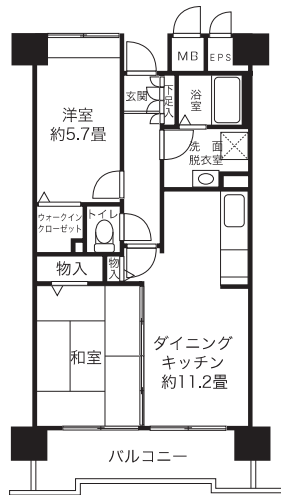 MB
EPS
洋室
約5.7畳
玄関
下足入
浴室
洗面
脱衣室
ウォークイン
クローゼット
トイレ
物入
物入
和室
ダイニング
キッチン
約11.2畳
バルコニー